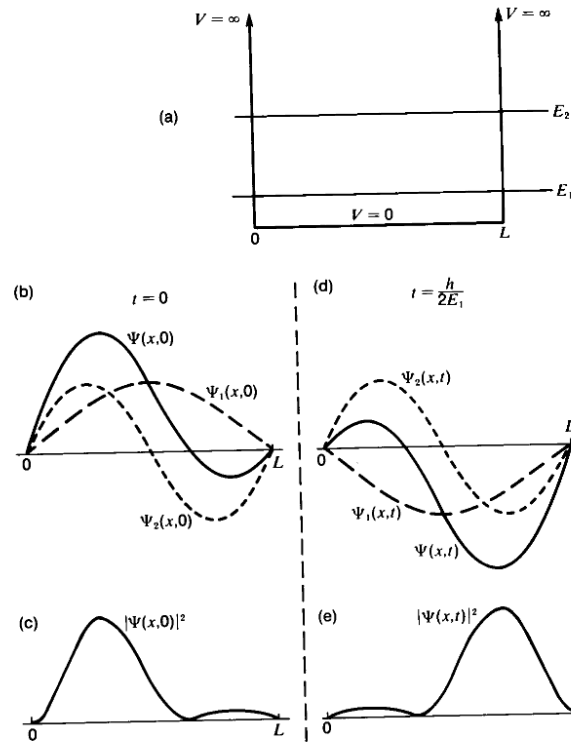 V = ∞
V = ∞
(a)
E₂
E₁
V = 0
0
L
(b)
t = 0
Ψ(x,0)
Ψ₁(x,0)
0
L
Ψ₂(x,0)
(d)
t = h/2E₁
Ψ₂(x,t)
L
0
Ψ₁(x,t)
Ψ(x,t)
(c)
|Ψ(x,0)|²
0
L
(e)
|Ψ(x,t)|²
0